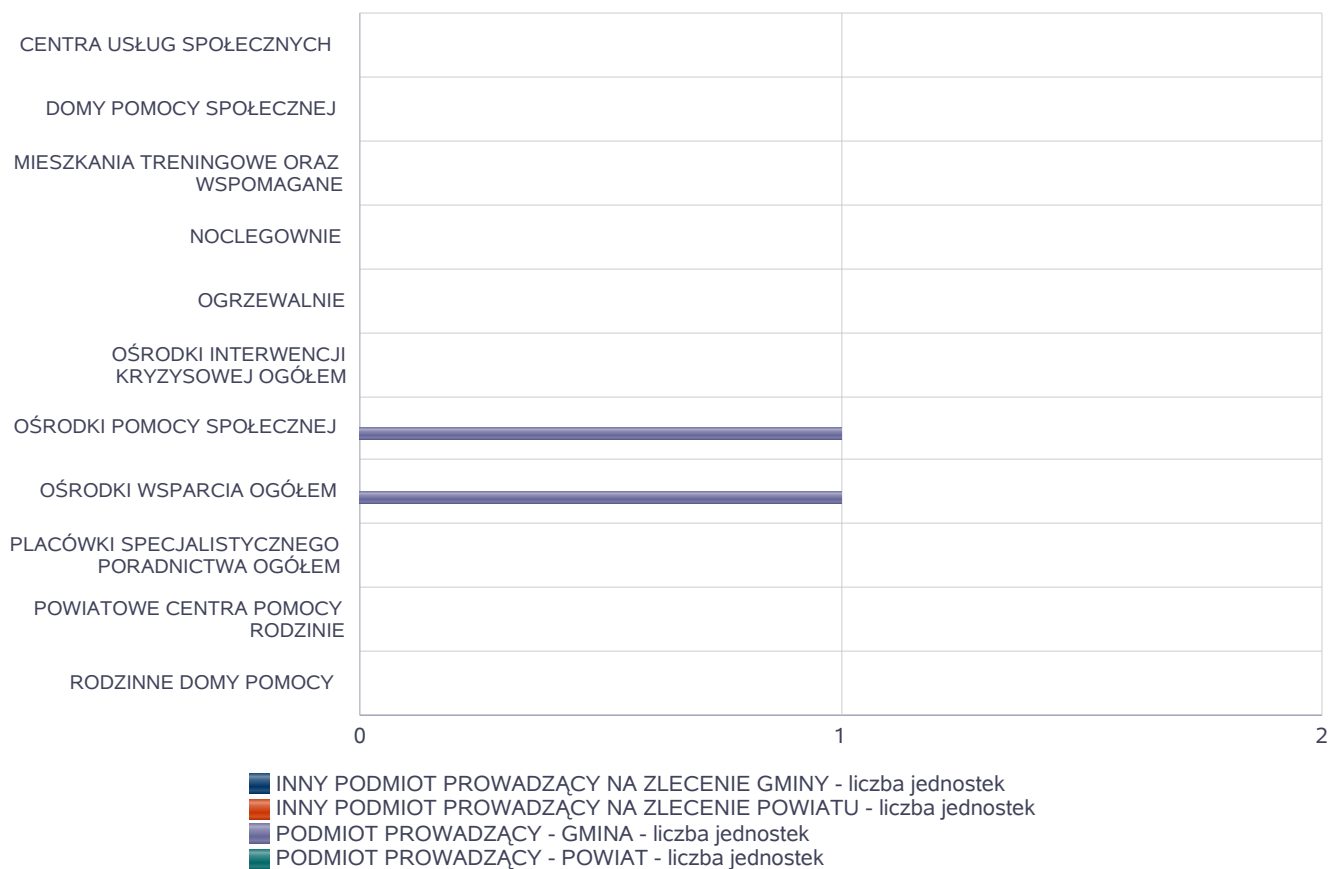 CENTRA USŁUG SPOŁECZNYCH
DOMY POMOCY SPOŁECZNEJ
MIESZKANIA TRENINGOWE ORAZ
WSPOMAGANE
NOCLEGOWNIE
OGRZEWALNIE
OŚRODKI INTERWENCJI
KRYZYSOWEJ OGÓŁEM
OŚRODKI POMOCY SPOŁECZNEJ
OŚRODKI WSPARCIA OGÓŁEM
PLACÓWKI SPECJALISTYCZNEGO
PORADNICTWA OGÓŁEM
POWIATOWE CENTRA POMOCY
RODZINIE
RODZINNE DOMY POMOCY
0 1 2
INNY PODMIOT PROWADZĄCY NA ZLECENIE GMINY - liczba jednostek
INNY PODMIOT PROWADZĄCY NA ZLECENIE POWIATU - liczba jednostek
PODMIOT PROWADZĄCY - GMINA - liczba jednostek
PODMIOT PROWADZĄCY - POWIAT - liczba jednostek